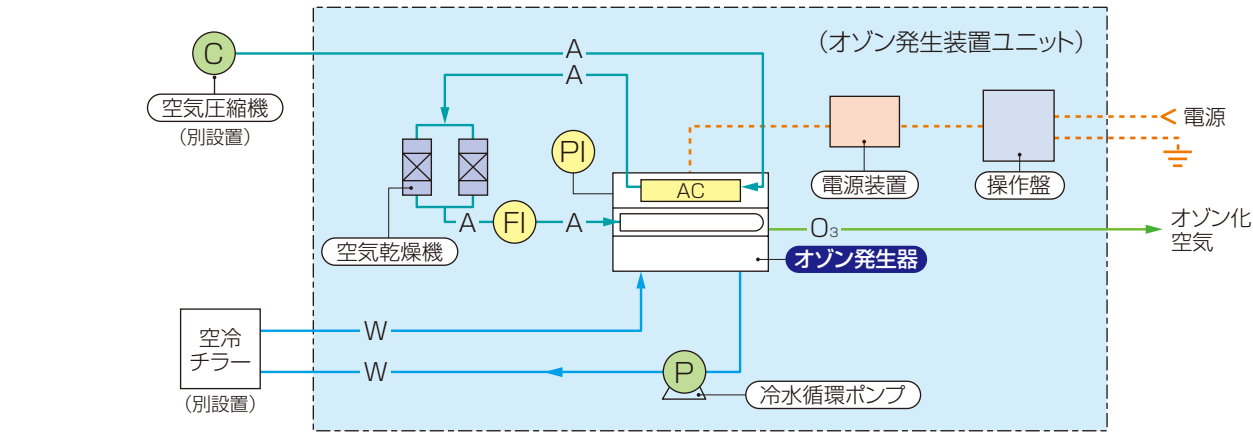 (オゾン発生装置ユニット)
C
A
A
空気圧縮機
(別設置)
電源
PI
AC
電源装置
操作盤
A
FI
A
O₃
オゾン化
空気
空気乾燥機
オゾン発生器
空冷
チラー
(別設置)
W
W
P
冷水循環ポンプ